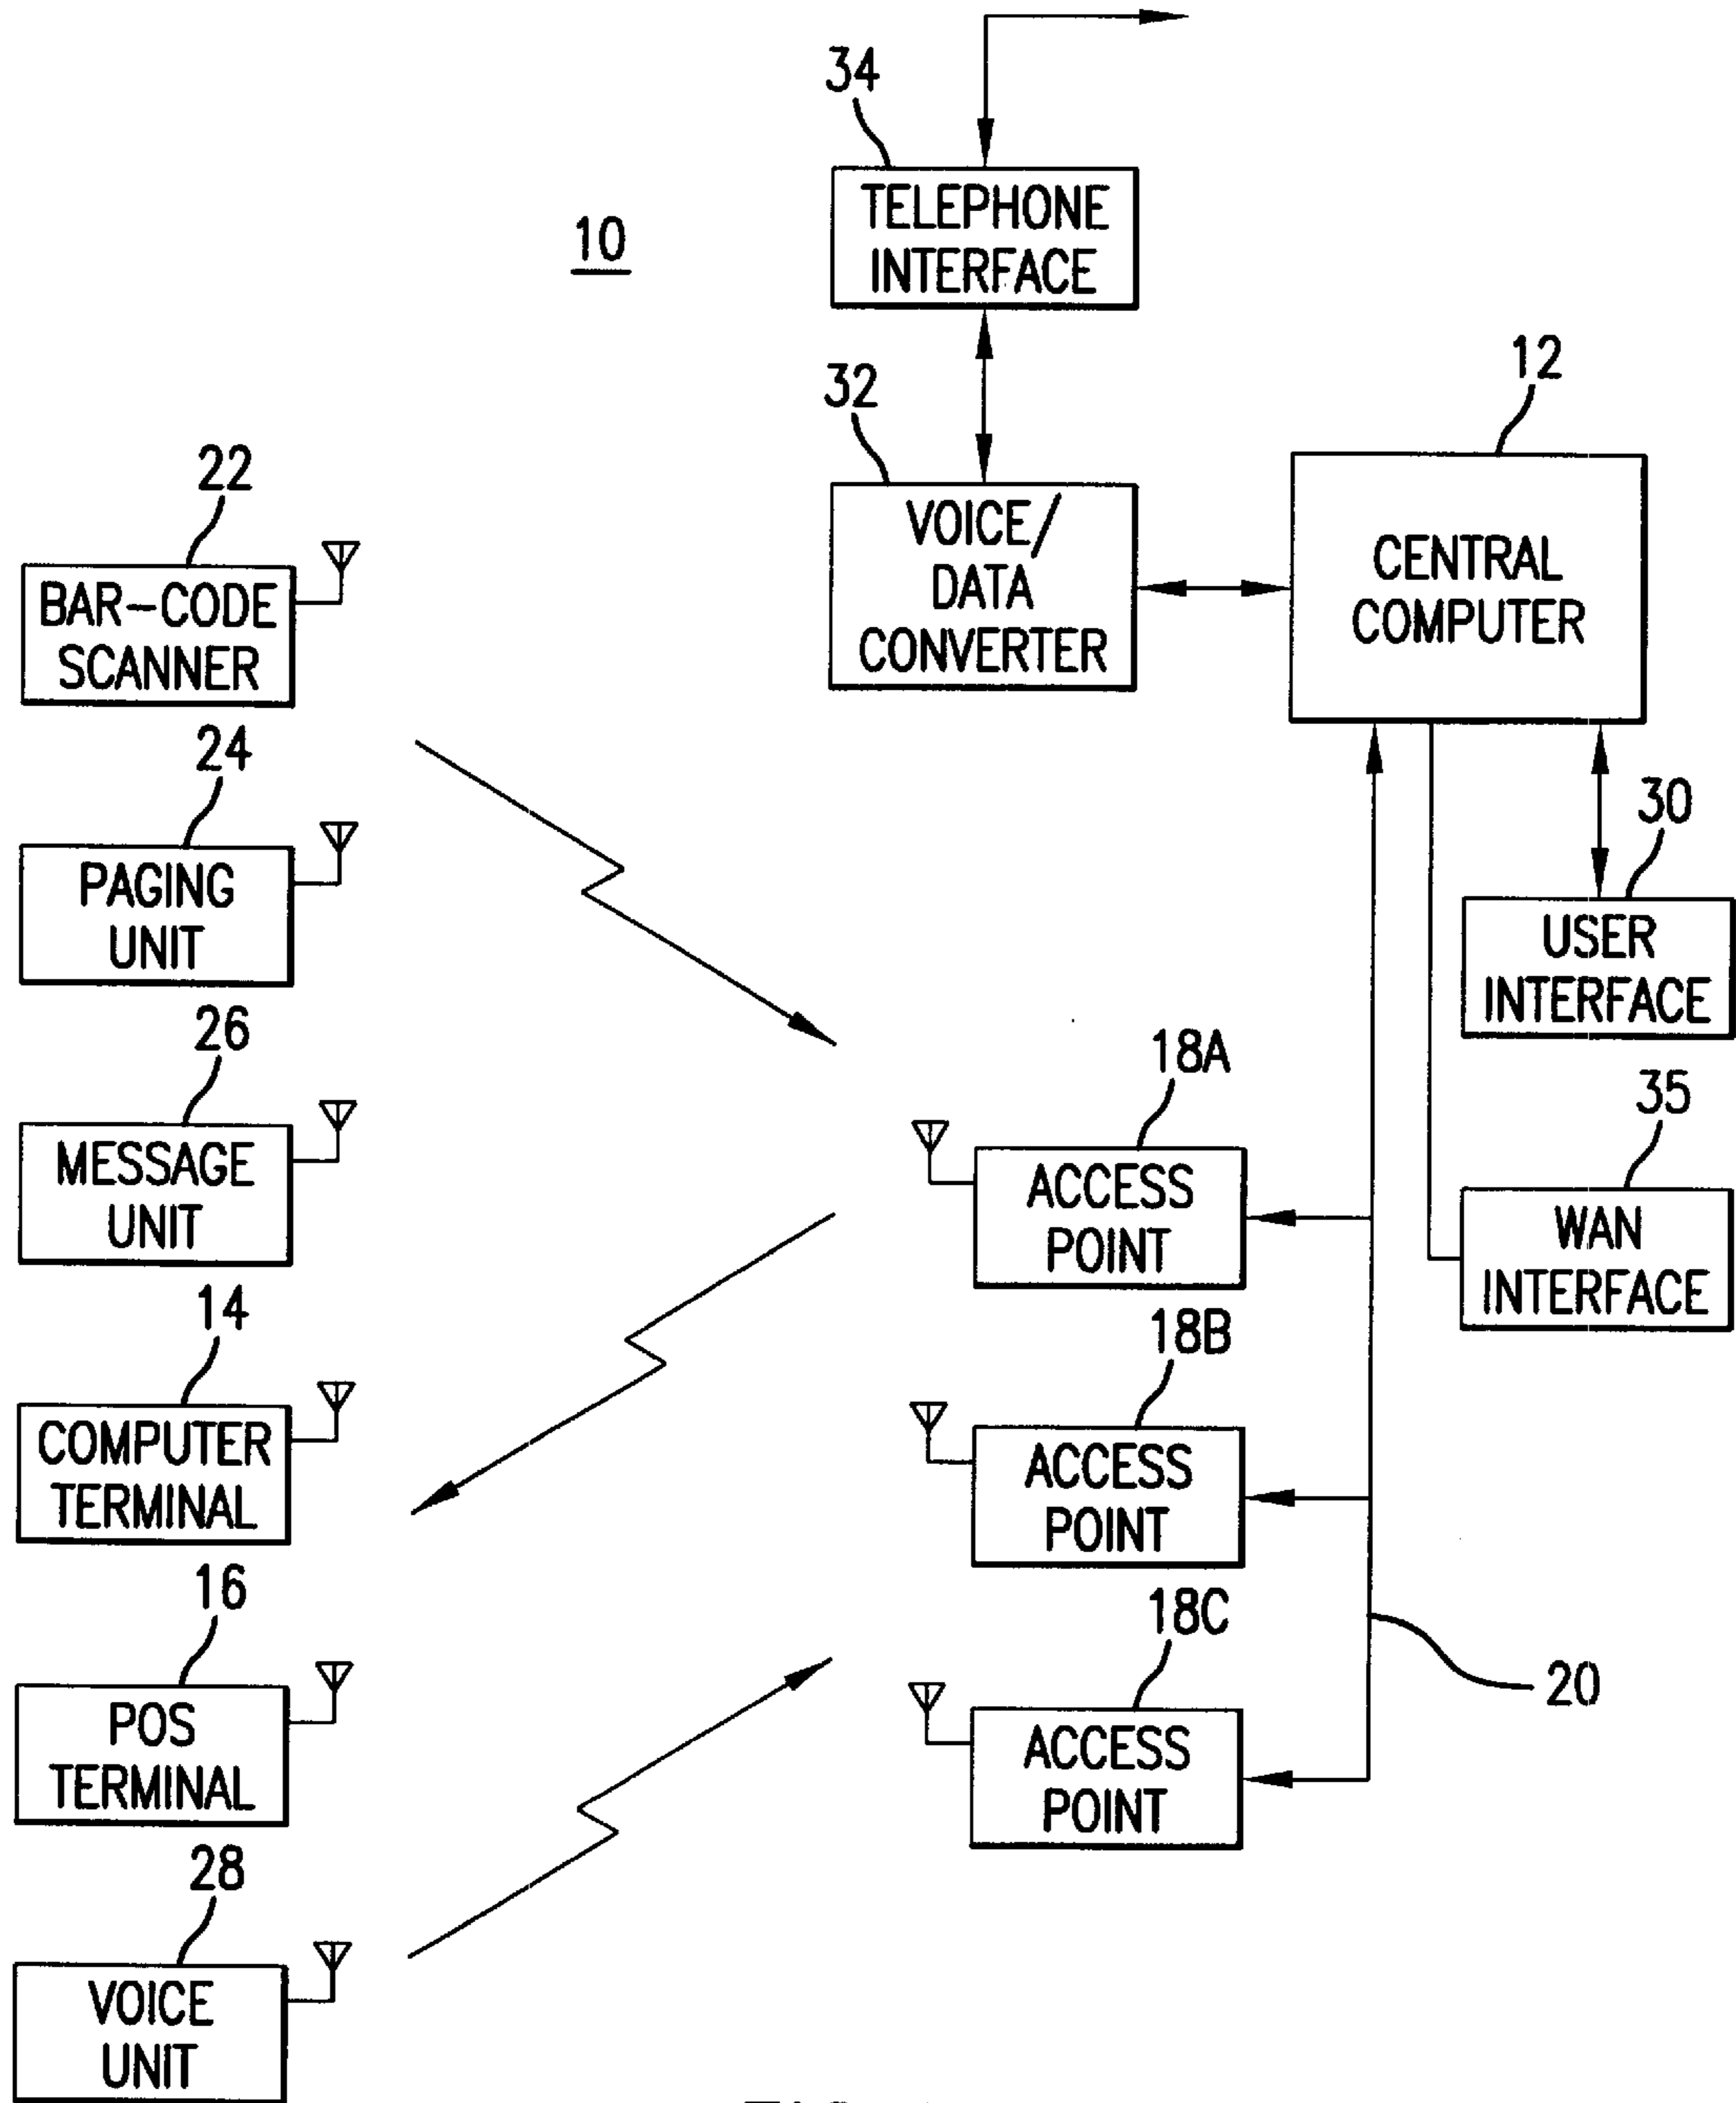 34
TELEPHONE
INTERFACE
10
32
VOICE/
DATA
CONVERTER
12
CENTRAL
COMPUTER
22
BAR-CODE
SCANNER
24
PAGING
UNIT
26
MESSAGE
UNIT
14
COMPUTER
TERMINAL
16
POS
TERMINAL
28
VOICE
UNIT
30
USER
INTERFACE
35
WAN
INTERFACE
18A
ACCESS
POINT
18B
ACCESS
POINT
18C
ACCESS
POINT
20